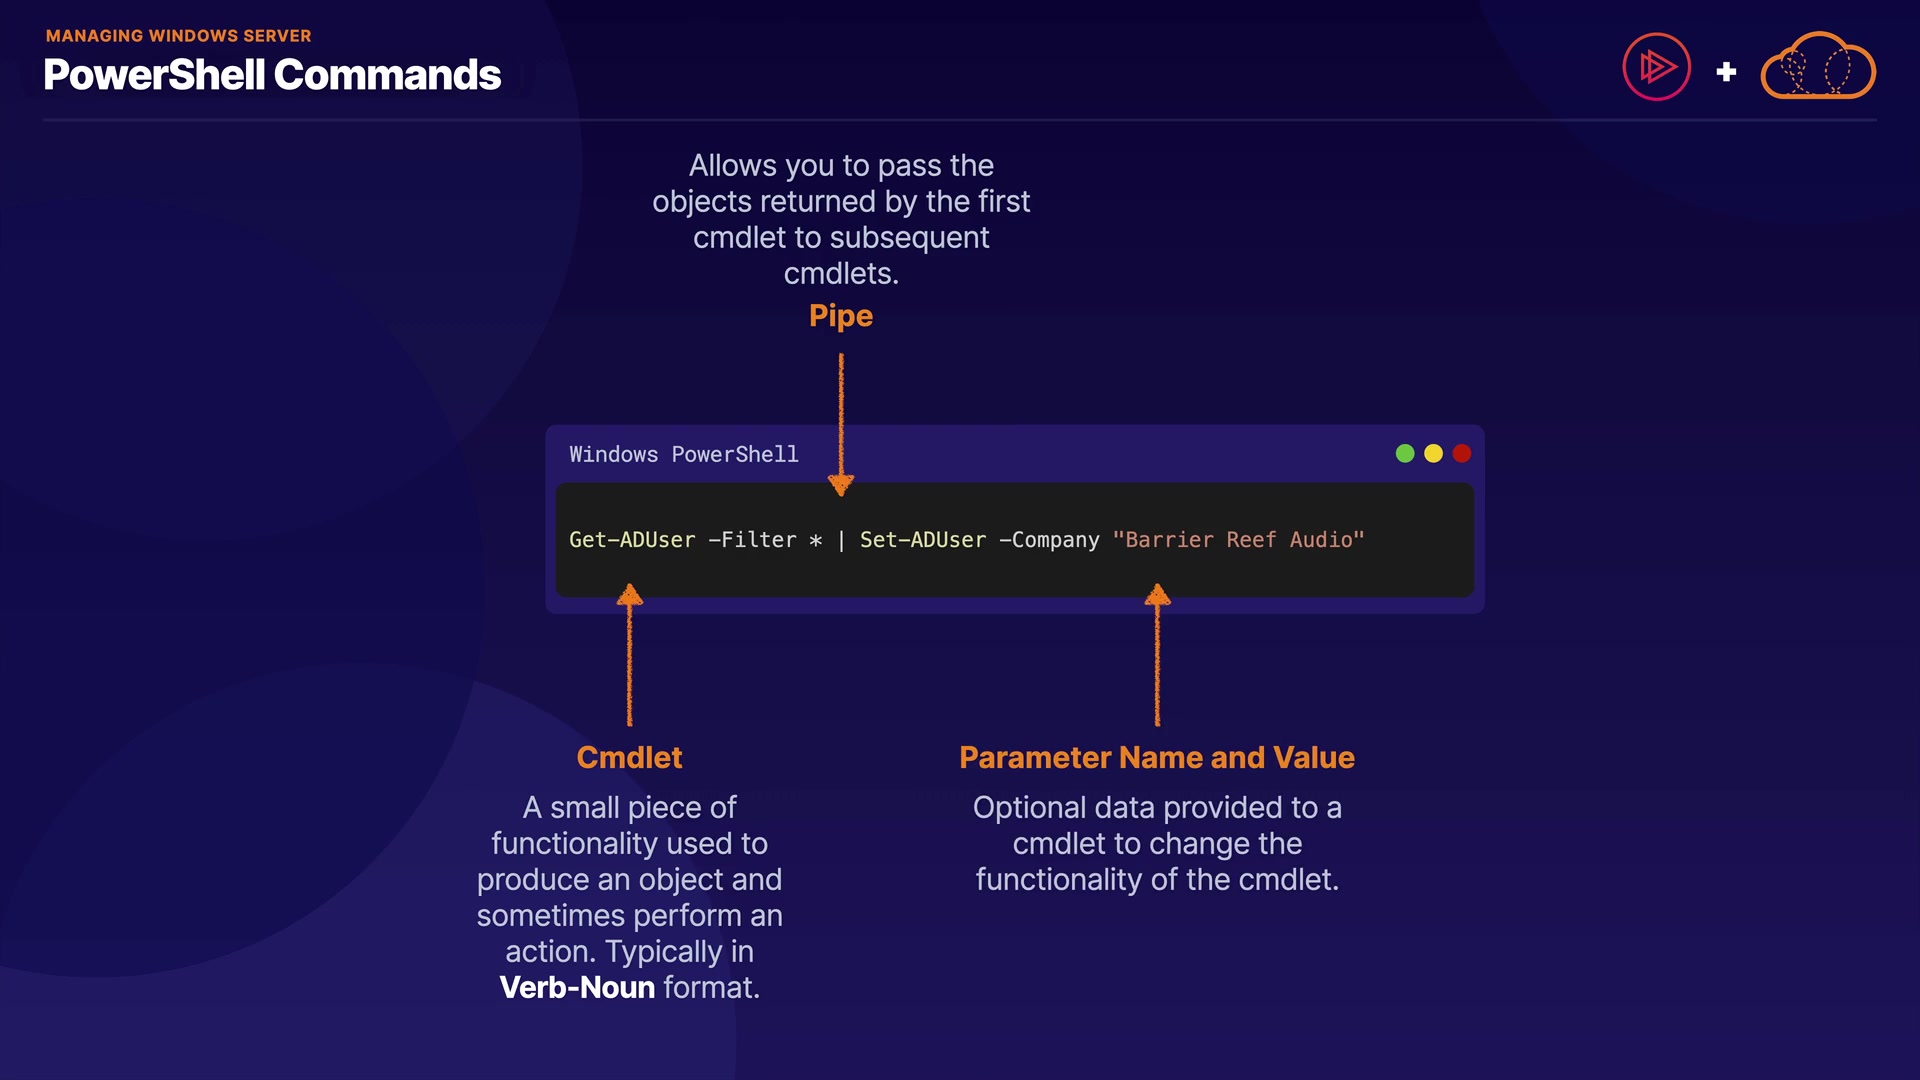 MANAGING WINDOWS SERVER
PowerShell Commands
+
Allows you to pass the
objects returned by the first
cmdlet to subsequent
cmdlets.
Pipe
Windows PowerShell
Get-ADUser -Filter * | Set-ADUser -Company "Barrier Reef Audio"
Cmdlet
A small piece of
functionality used to
produce an object and
sometimes perform an
action. Typically in
Verb-Noun format.
Parameter Name and Value
Optional data provided to a
cmdlet to change the
functionality of the cmdlet.